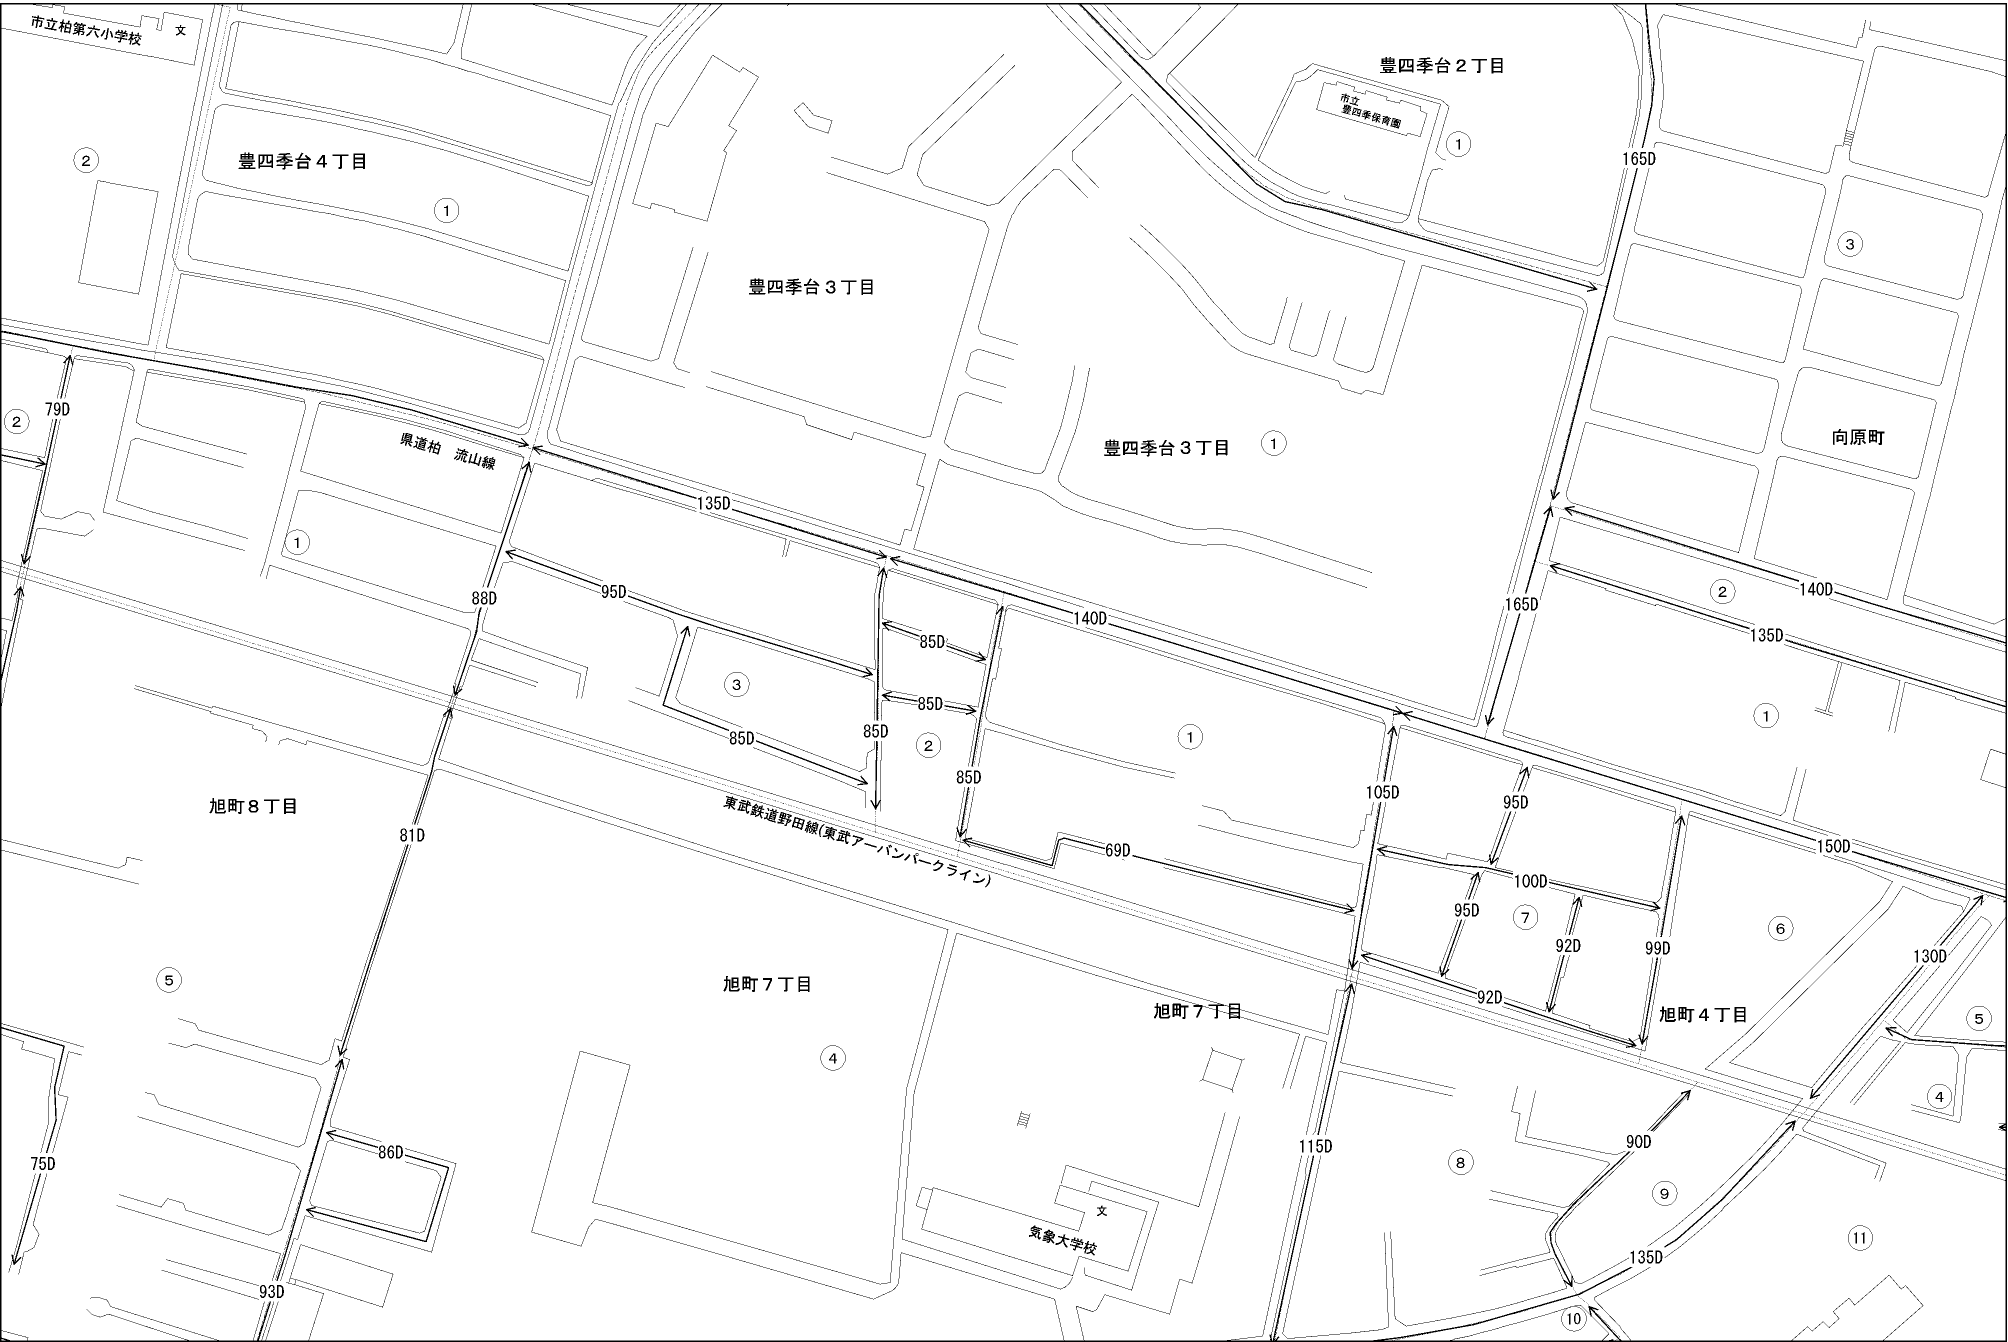 市立柏第六小学校
文
豊四季台２丁目
市立
豊四季保育園
①
165D
②
豊四季台４丁目
①
③
豊四季台３丁目
79D
②
県道柏　流山線
豊四季台３丁目
①
向原町
135D
①
95D
88D
140D
165D
②
140D
85D
135D
③
85D
85D
85D
②
①
①
85D
85D
105D
95D
旭町８丁目
東武鉄道野田線(東武アーバンパークライン)
81D
69D
150D
100D
95D
⑦
⑥
92D
99D
130D
⑤
旭町７丁目
92D
旭町７丁目
旭町４丁目
⑤
④
④
75D
86D
115D
90D
⑧
⑨
文
気象大学校
⑪
135D
93D
⑩